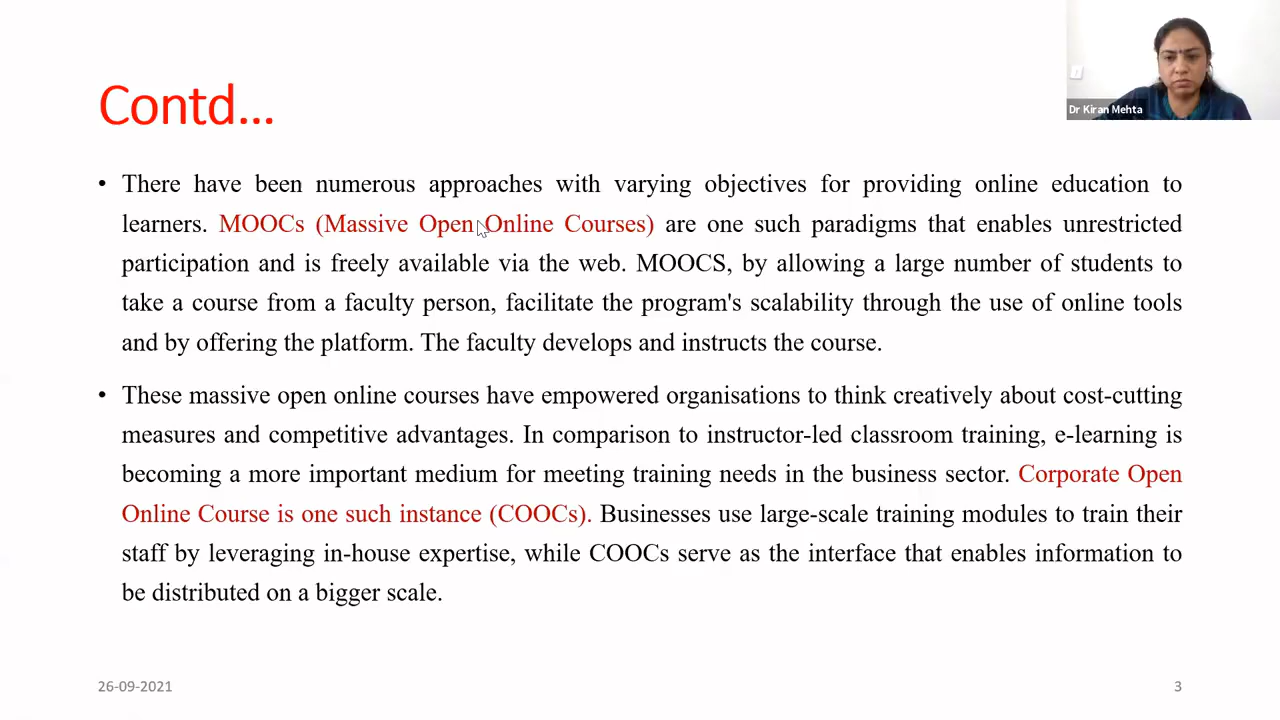 Dr Kiran Mehta
Contd...
• There have been numerous approaches with varying objectives for providing online education to
learners. MOOCs (Massive Open Online Courses) are one such paradigms that enables unrestricted
participation and is freely available via the web. MOOCS, by allowing a large number of students to
take a course from a faculty person, facilitate the program's scalability through the use of online tools
and by offering the platform. The faculty develops and instructs the course.
• These massive open online courses have empowered organisations to think creatively about cost-cutting
measures and competitive advantages. In comparison to instructor-led classroom training, e-learning is
becoming a more important medium for meeting training needs in the business sector. Corporate Open
Online Course is one such instance (COOCs). Businesses use large-scale training modules to train their
staff by leveraging in-house expertise, while COOCs serve as the interface that enables information to
be distributed on a bigger scale.
26-09-2021
3